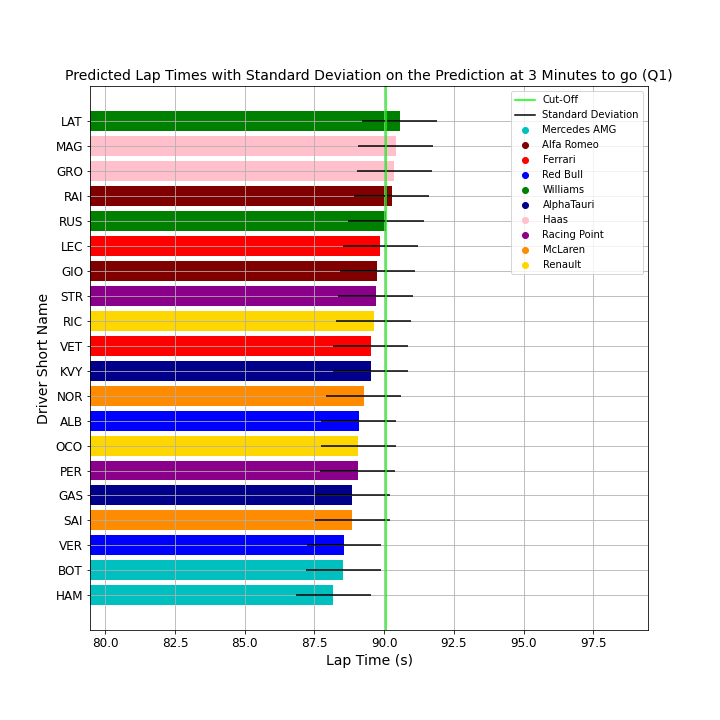 Predicted Lap Times with Standard Deviation on the Prediction at 3 Minutes to go (Q1)
Cut-Off
Standard Deviation
Mercedes AMG
Alfa Romeo
Ferrari
Red Bull
Williams
AlphaTauri
Haas
Racing Point
McLaren
Renault
Driver Short Name
LAT
MAG
GRO
RAI
RUS
LEC
GIO
STR
RIC
VET
KVY
NOR
ALB
OCO
PER
GAS
SAI
VER
BOT
HAM
80.0 82.5 85.0 87.5 90.0 92.5 95.0 97.5
Lap Time (s)